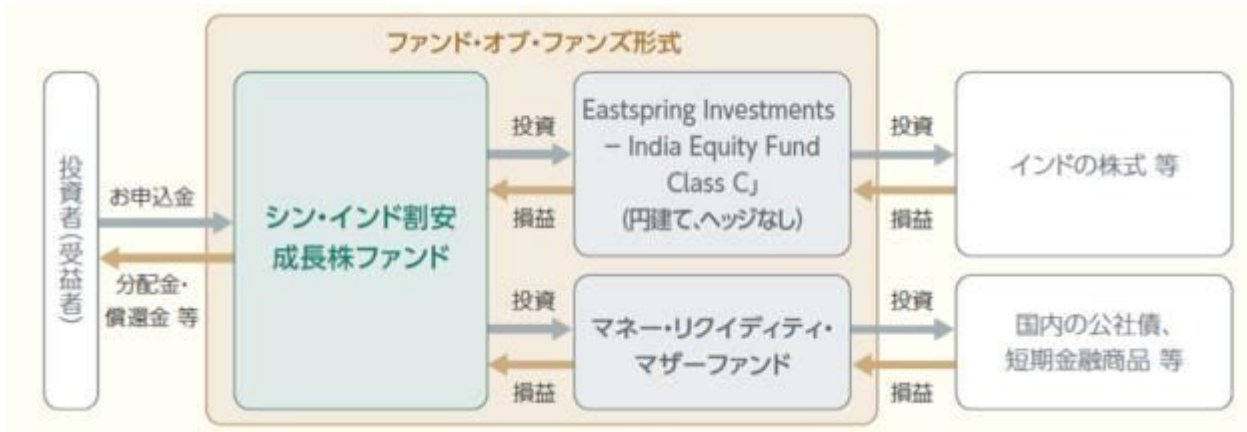 ファンド・オブ・ファンズ形式
投資者(受益者)
お申込金
分配金・
償還金 等
シン・インド割安
成長株ファンド
投資
損益
Eastspring Investments
– India Equity Fund
Class C」
(円建て、ヘッジなし)
投資
損益
インドの株式 等
投資
損益
マネー・リクイディティ・
マザーファンド
投資
損益
国内の公社債、
短期金融商品 等